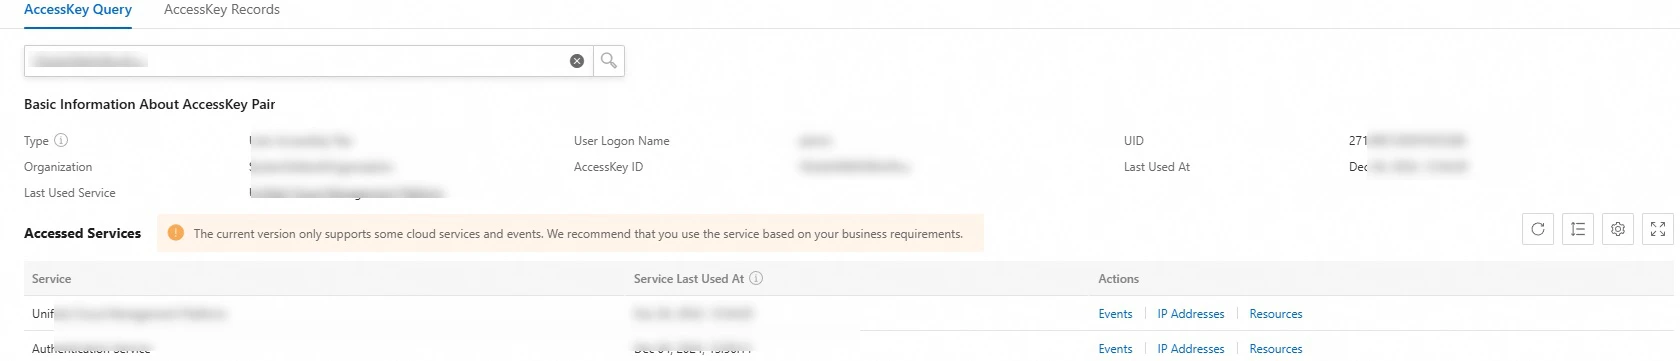 AccessKey Query AccessKey Records
Basic Information About AccessKey Pair
Type User Logon Name UID 271
Organization AccessKey ID Last Used At Dec
Last Used Service
Accessed Services The current version only supports some cloud services and events. We recommend that you use the service based on your business requirements.
Service Service Last Used At Actions
Events IP Addresses Resources
Authentication Service Events IP Addresses Resources